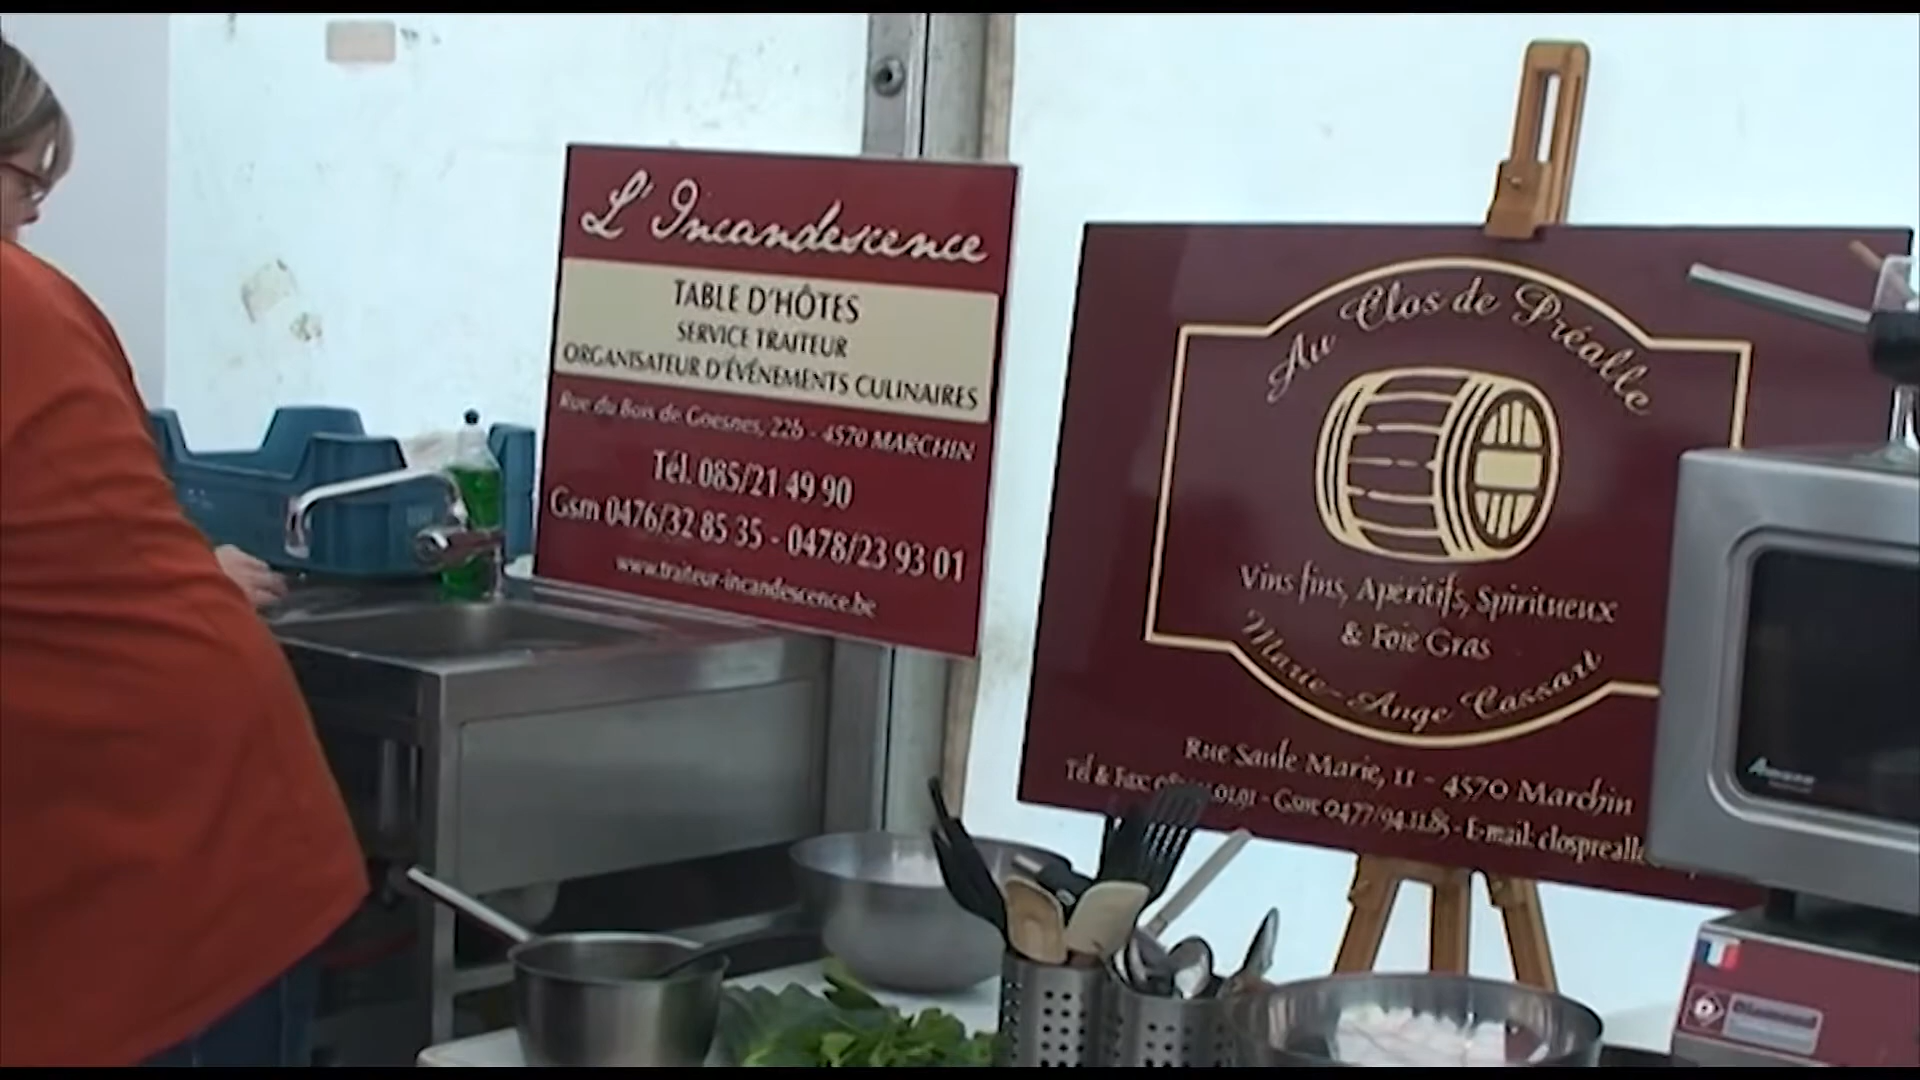 L' Incandescence
TABLE D'HÔTES
SERVICE TRAITEUR
ORGANISATEUR D'ÉVÉNEMENTS CULINAIRES
Rue du Bois de Goesnes, 22b - 4570 MARCHIN
Tél. 085/21 49 90
Gsm 0476/32 85 35 - 0478/23 93 01
www.traiteur-incandescence.be
Au Clos de Préalle
Vins fins, Apéritifs, Spiritueux
& Foie Gras
Marie-Ange Cassart
Rue Saule Marie, 11 - 4570 Marchin
Tél & Fax: - Gsm: 0477/94.11.85 - E-mail: clospreall